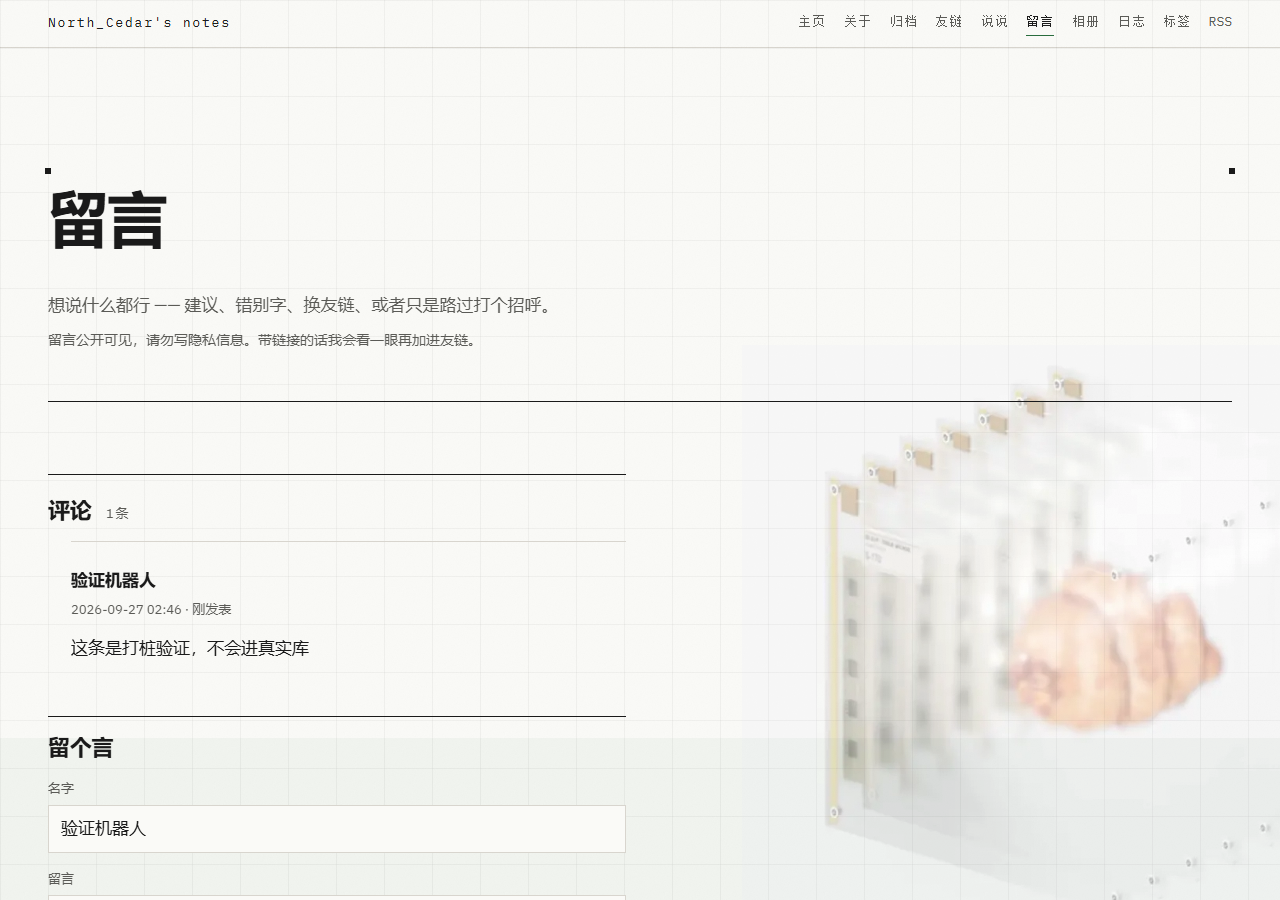 North_Cedar's notes
主页 关于 归档 友链 说说 留言 相册 日志 标签 RSS
留言
想说什么都行 —— 建议、错别字、换友链、或者只是路过打个招呼。
留言公开可见，请勿写隐私信息。带链接的话我会看一眼再加进友链。
评论 1条
验证机器人
2026-09-27 02:46 · 刚发表
这条是打桩验证，不会进真实库
留个言
名字
验证机器人
留言